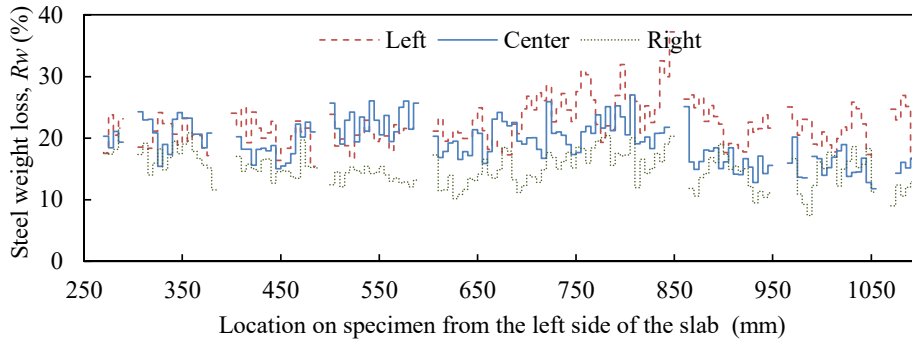 Steel weight loss, Rw (%)
40
30
20
10
0
Left Center Right
250 350 450 550 650 750 850 950 1050
Location on specimen from the left side of the slab (mm)